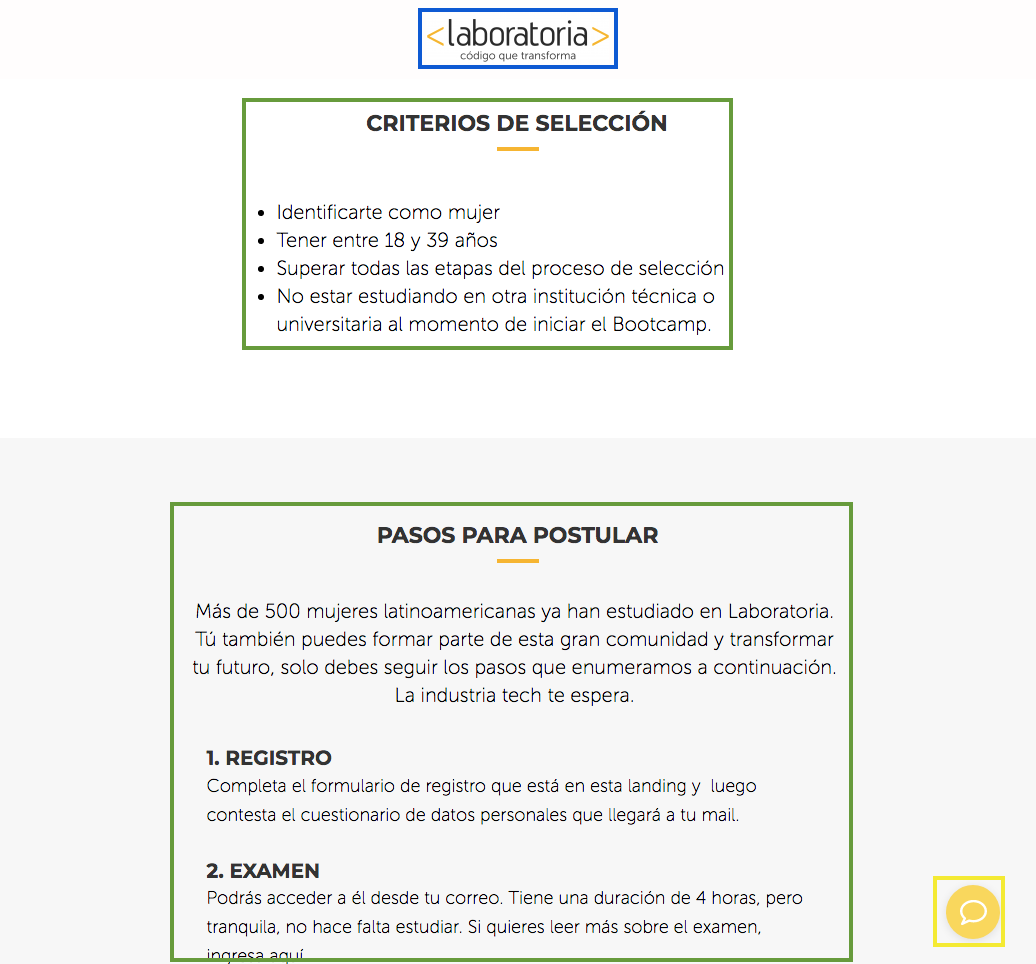 <laboratoria>
código que transforma
CRITERIOS DE SELECCIÓN
• Identificarte como mujer
• Tener entre 18 y 39 años
• Superar todas las etapas del proceso de selección
• No estar estudiando en otra institución técnica o
universitaria al momento de iniciar el Bootcamp.
PASOS PARA POSTULAR
Más de 500 mujeres latinoamericanas ya han estudiado en Laboratoria.
Tú también puedes formar parte de esta gran comunidad y transformar
tu futuro, solo debes seguir los pasos que enumeramos a continuación.
La industria tech te espera.
1. REGISTRO
Completa el formulario de registro que está en esta landing y  luego
contesta el cuestionario de datos personales que llegará a tu mail.
2. EXAMEN
Podrás acceder a él desde tu correo. Tiene una duración de 4 horas, pero
tranquila, no hace falta estudiar. Si quieres leer más sobre el examen,
ingresa aquí